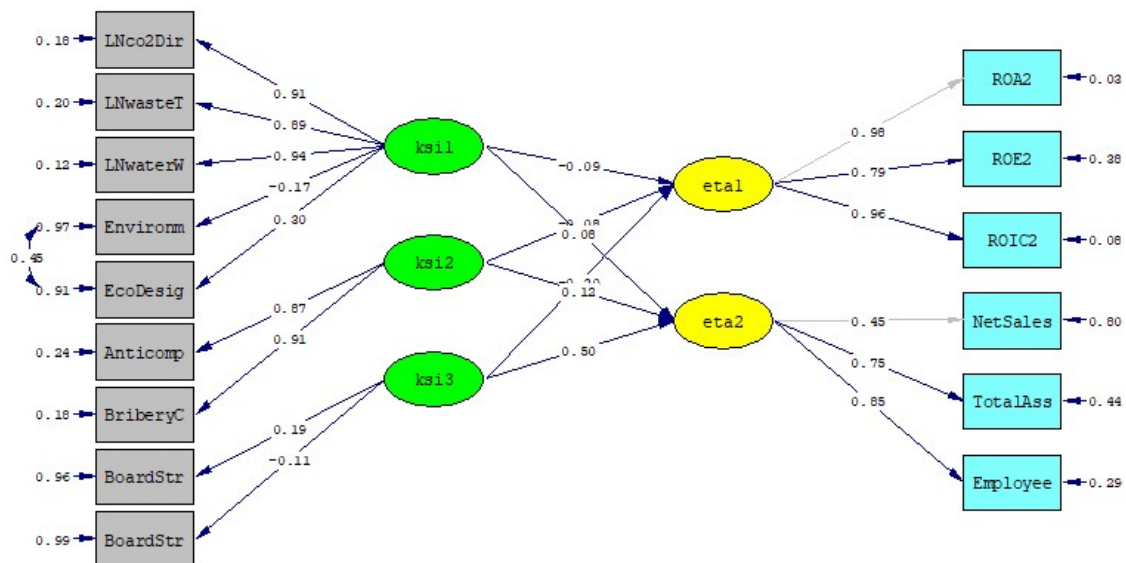 0.18
LNco2Dir
0.20
LNwasteT
0.12
LNwaterW
0.97
Environm
0.45
0.91
EcoDesig
0.24
Anticomp
0.18
BriberyC
0.96
BoardStr
0.99
BoardStr
0.91
0.89
0.94
-0.17
0.30
0.87
0.91
0.19
-0.11
ksi1
ksi2
ksi3
-0.09
0.08
0.12
0.50
eta1
eta2
0.98
0.79
0.96
0.45
0.75
0.85
ROA2
0.03
ROE2
0.38
ROIC2
0.08
NetSales
0.80
TotalAss
0.44
Employee
0.29